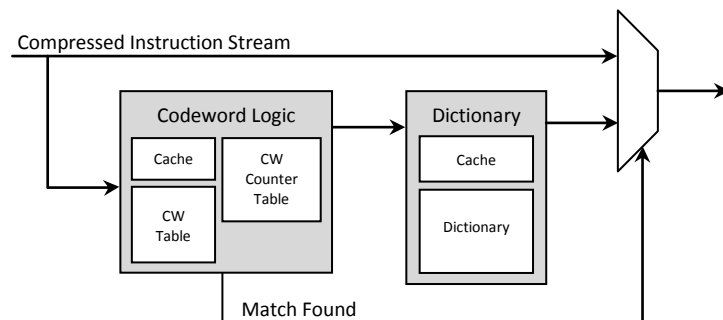 Compressed Instruction Stream
Codeword Logic
Cache
CW
Table
CW
Counter
Table
Dictionary
Cache
Dictionary
Match Found